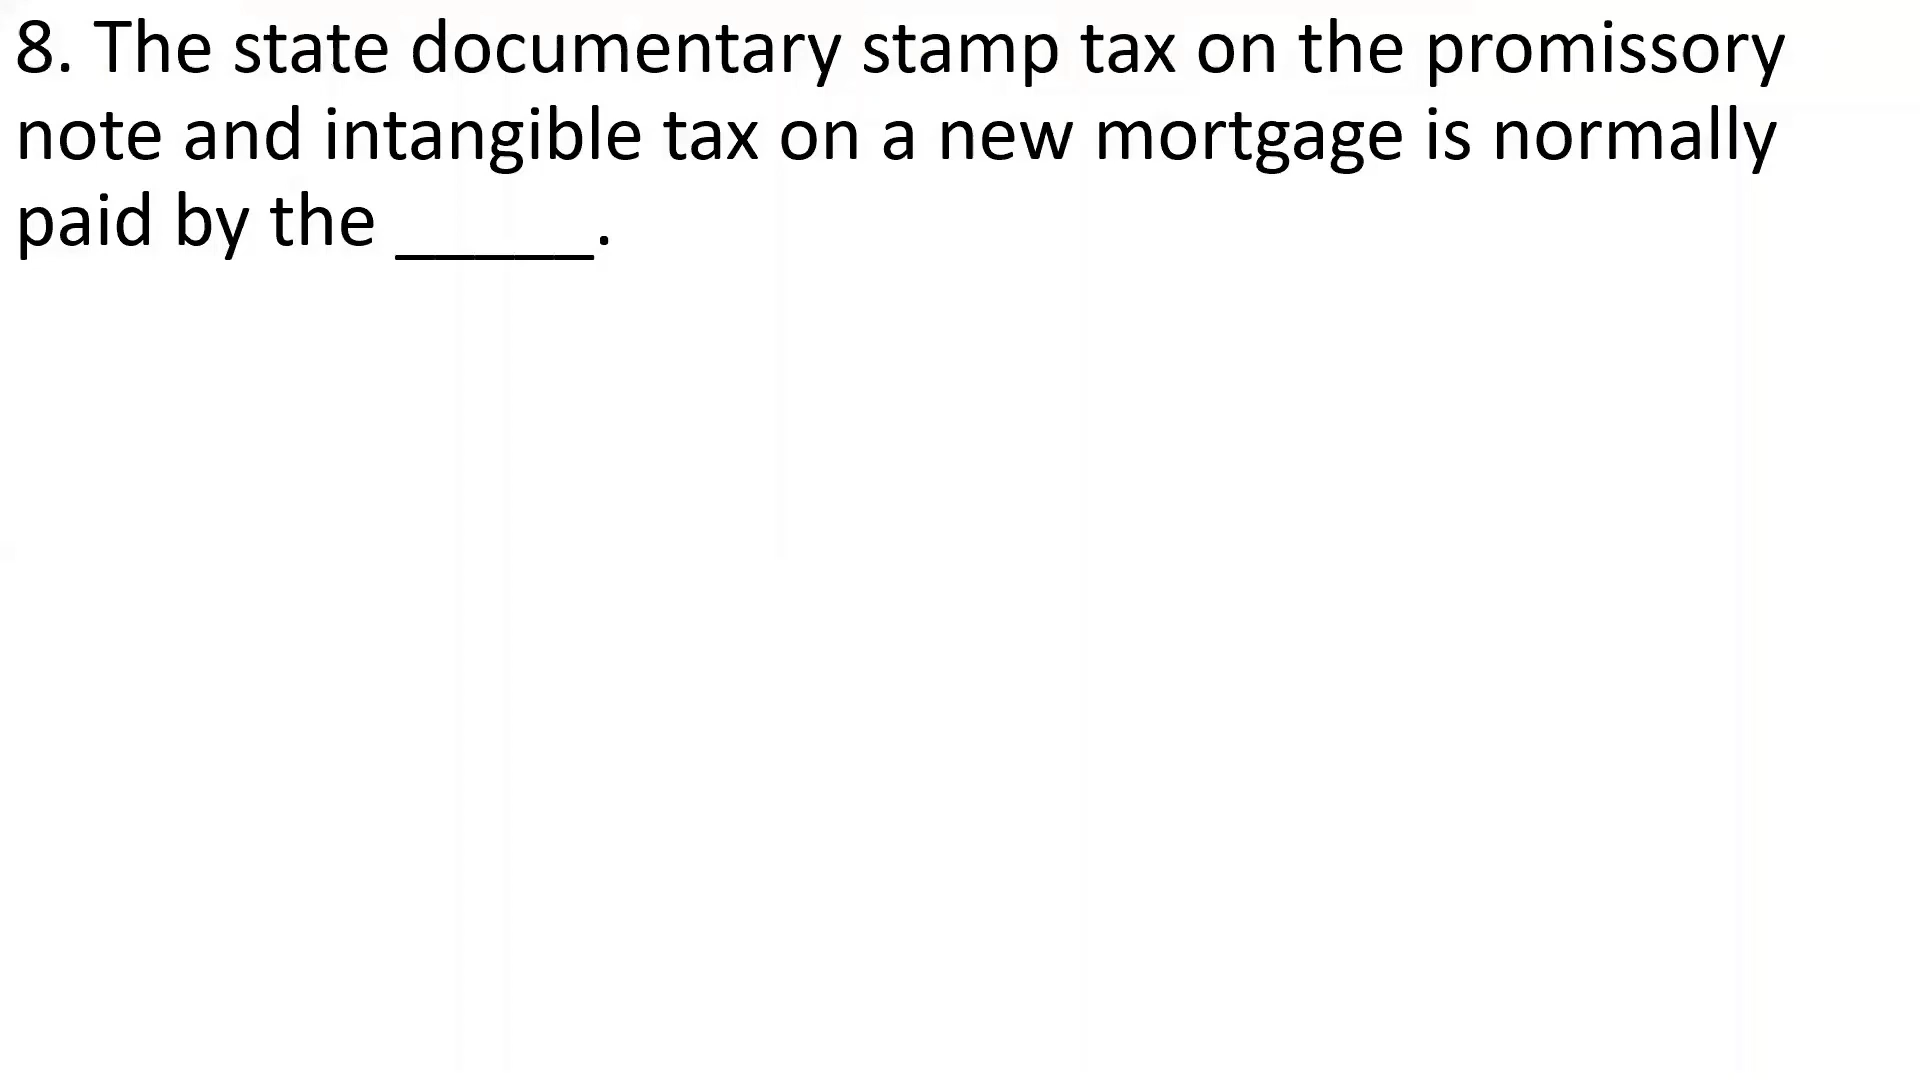 8. The state documentary stamp tax on the promissory
note and intangible tax on a new mortgage is normally
paid by the _____.